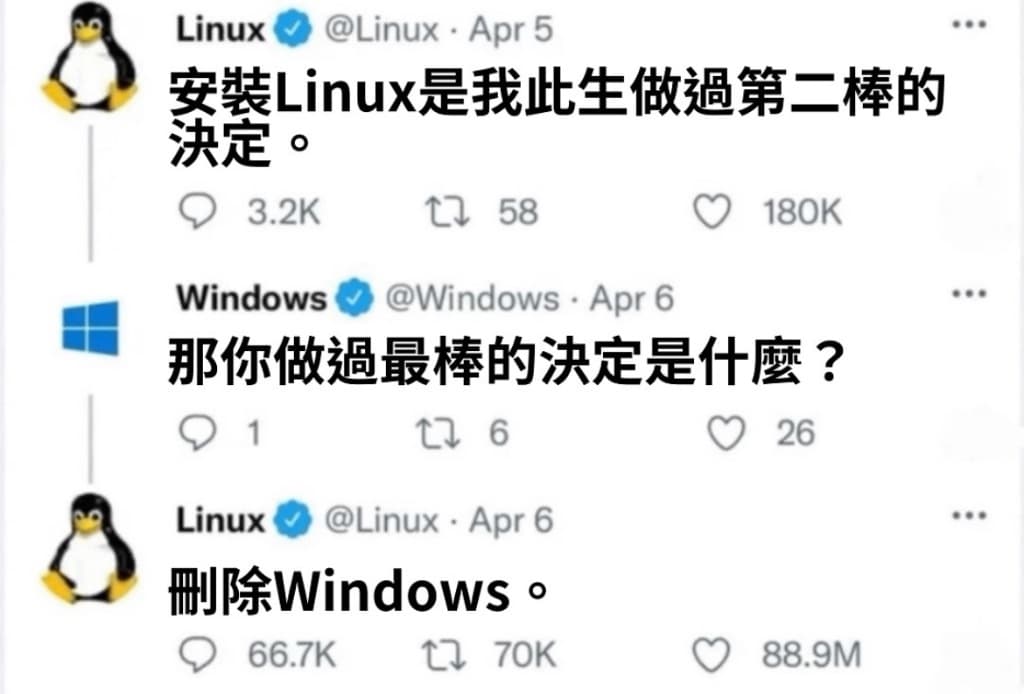 Linux @Linux · Apr 5
安裝Linux是我此生做過第二棒的
決定。
3.2K 58 180K
Windows @Windows · Apr 6
那你做過最棒的決定是什麼？
1 6 26
Linux @Linux · Apr 6
刪除Windows。
66.7K 70K 88.9M